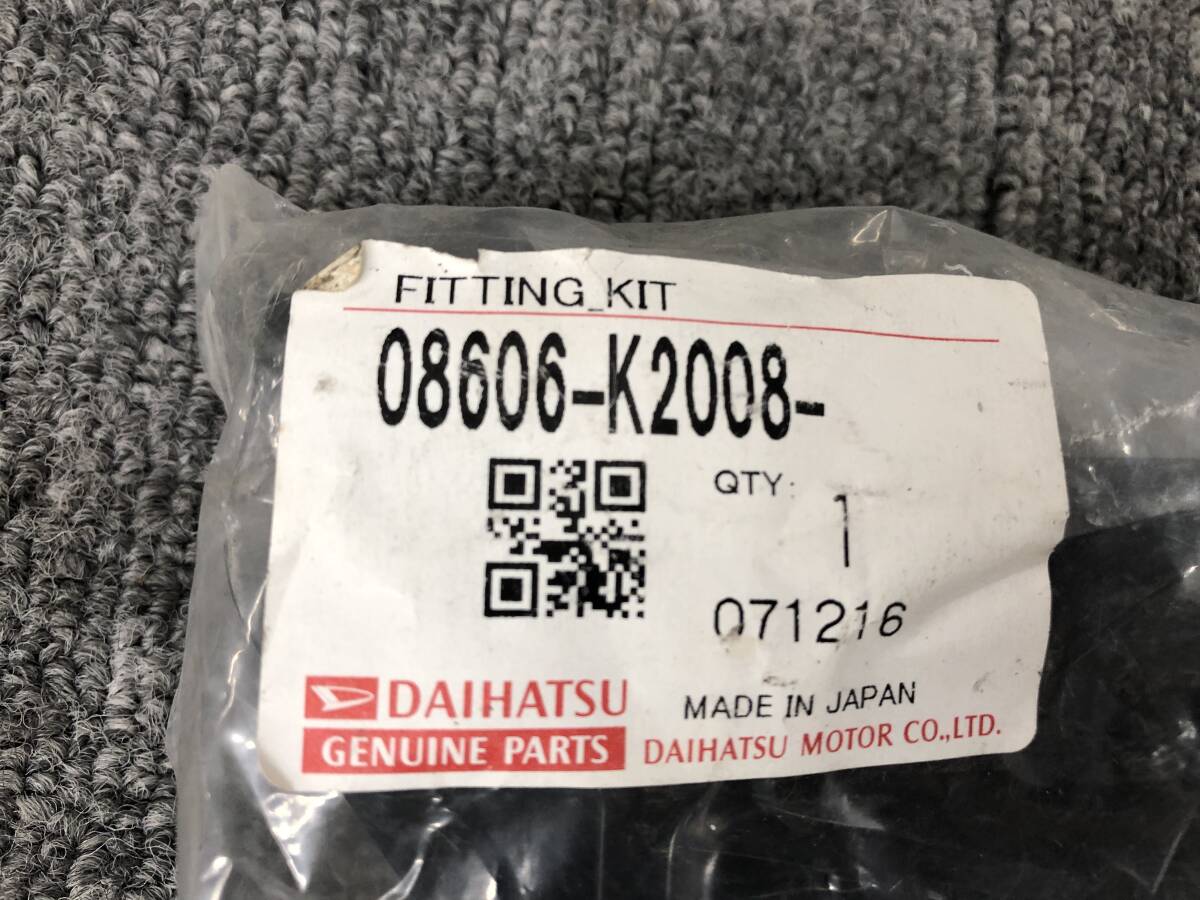 FITTING_KIT
08606-K2008-
QTY:
1
071216
DAIHATSU
GENUINE PARTS
MADE IN JAPAN
DAIHATSU MOTOR CO.,LTD.